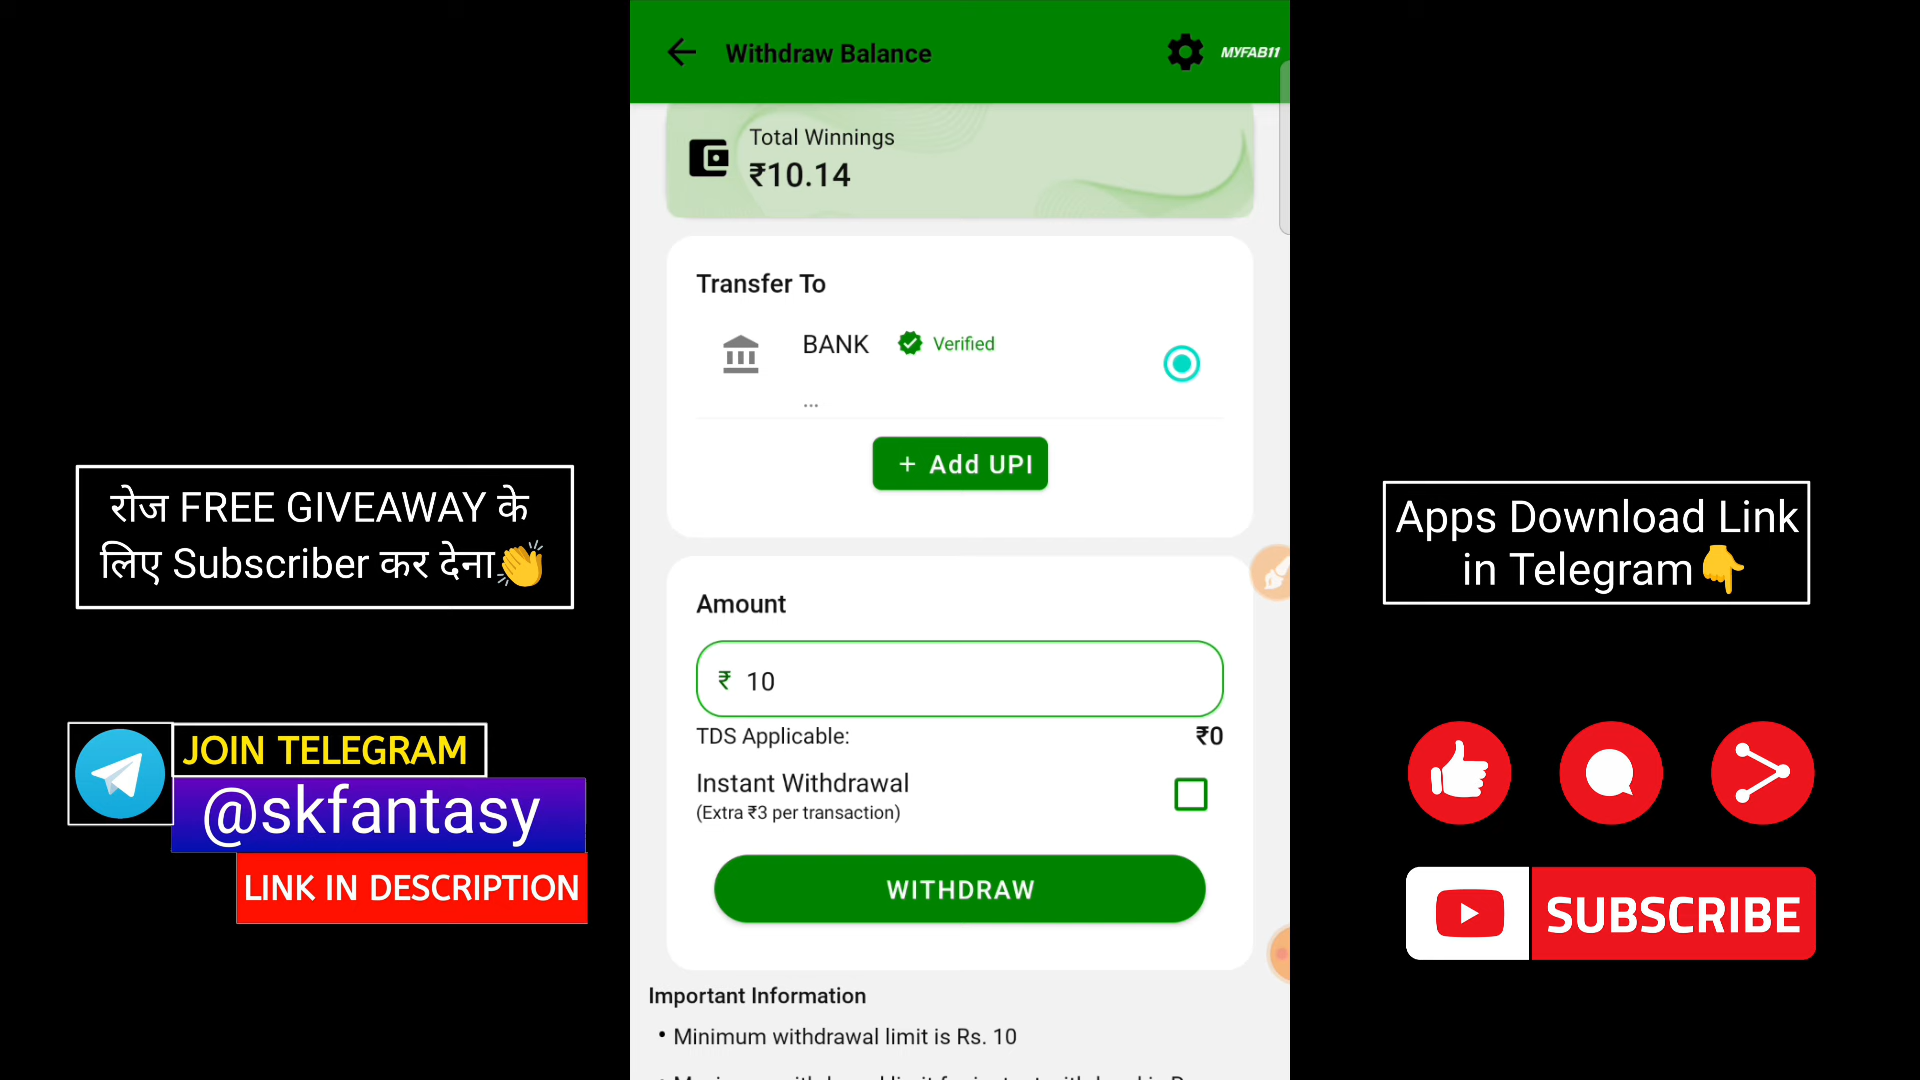 Withdraw Balance
MYFAB11
Total Winnings
₹10.14
Transfer To
BANK
Verified
...
+ Add UPI
Amount
₹ 10
TDS Applicable:
₹0
Instant Withdrawal
(Extra ₹3 per transaction)
WITHDRAW
Important Information
• Minimum withdrawal limit is Rs. 10
रोज FREE GIVEAWAY के
लिए Subscriber कर देना👏
JOIN TELEGRAM
@skfantasy
LINK IN DESCRIPTION
Apps Download Link
in Telegram👇
SUBSCRIBE